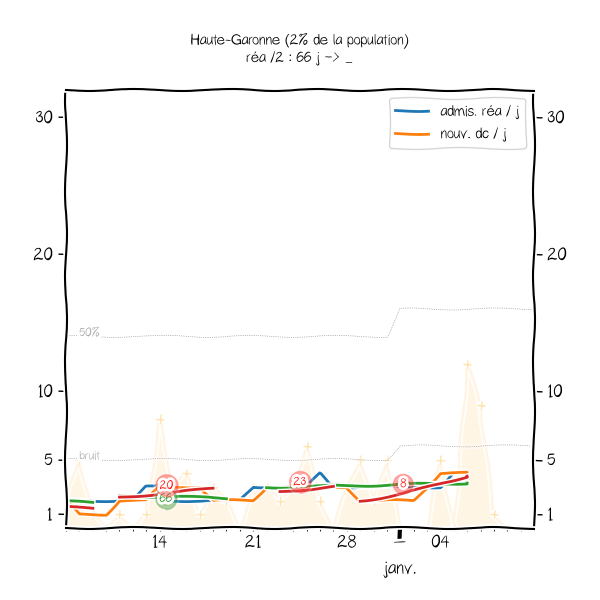 Haute-Garonne (2% de la population)
réa /2 : 66 j -> _
admis. réa / j
nouv. dc / j
30 30
20 20
50%
10 10
bruit
5 5
20 23 8
66
1 1
14 21 28 — 04
janv.